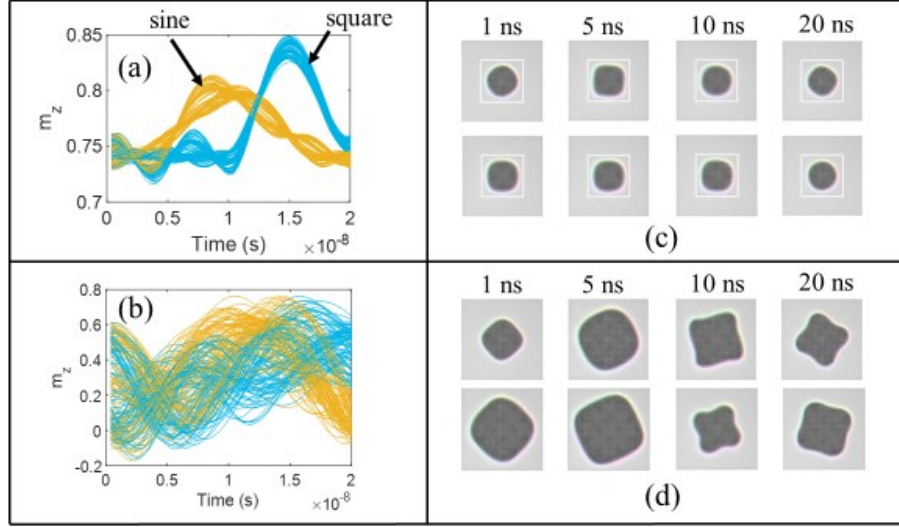 sine
square
(a)
0.85
0.8
0.75
0.7
m_z
0 0.5 1 1.5 2
Time (s) ×10⁻⁸
1 ns 5 ns 10 ns 20 ns
(c)
(b)
0.8
0.6
0.4
0.2
0
-0.2
m_z
0 0.5 1 1.5 2
Time (s) ×10⁻⁸
1 ns 5 ns 10 ns 20 ns
(d)